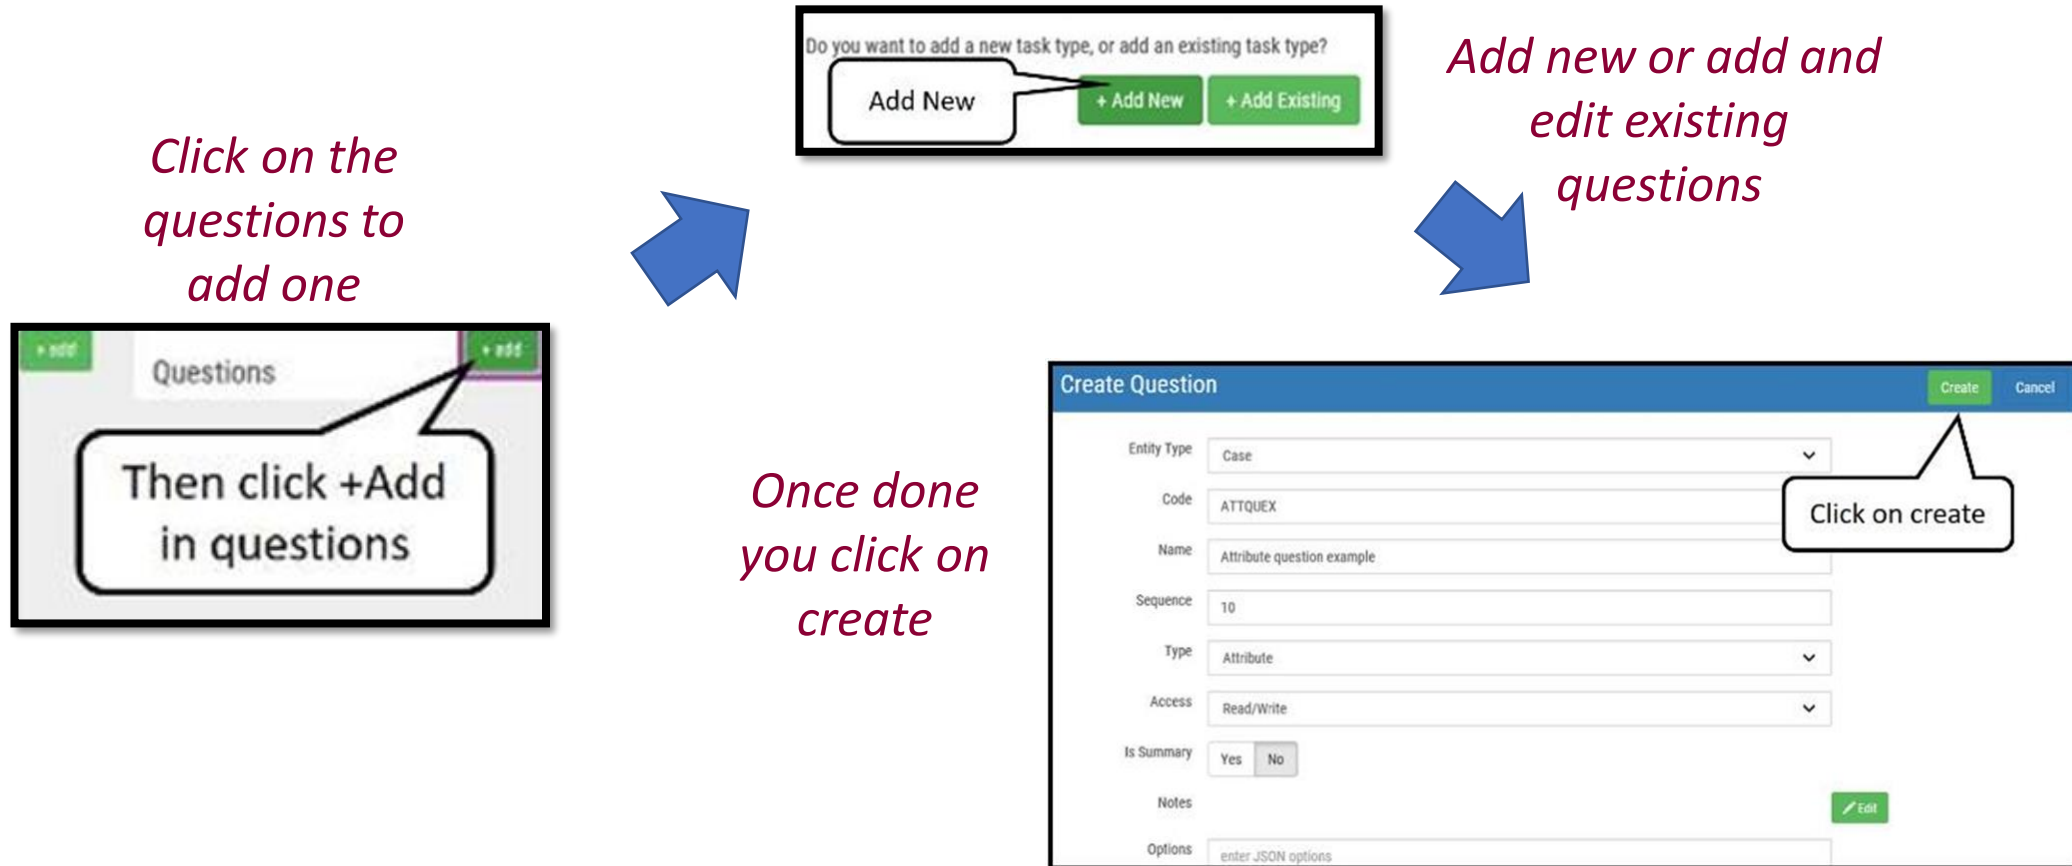 Click on the
questions to
add one
+ add
Questions
+ add
Then click +Add
in questions
Do you want to add a new task type, or add an existing task type?
Add New
+ Add New
+ Add Existing
Add new or add and
edit existing
questions
Once done
you click on
create
Create Question
Create
Cancel
Entity Type
Case
Code
ATTQUEX
Click on create
Name
Attribute question example
Sequence
10
Type
Attribute
Access
Read/Write
Is Summary
Yes
No
Notes
Edit
Options
enter JSON options